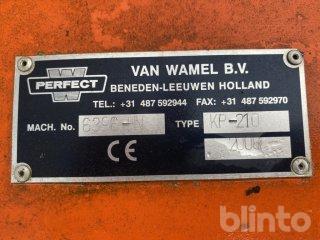 PERFECT
VAN WAMEL B.V.
BENEDEN-LEEUWEN HOLLAND
TEL.: +31 487 592944 FAX: +31 487 592970
MACH. No. TYPE KP-210
CE
blinto